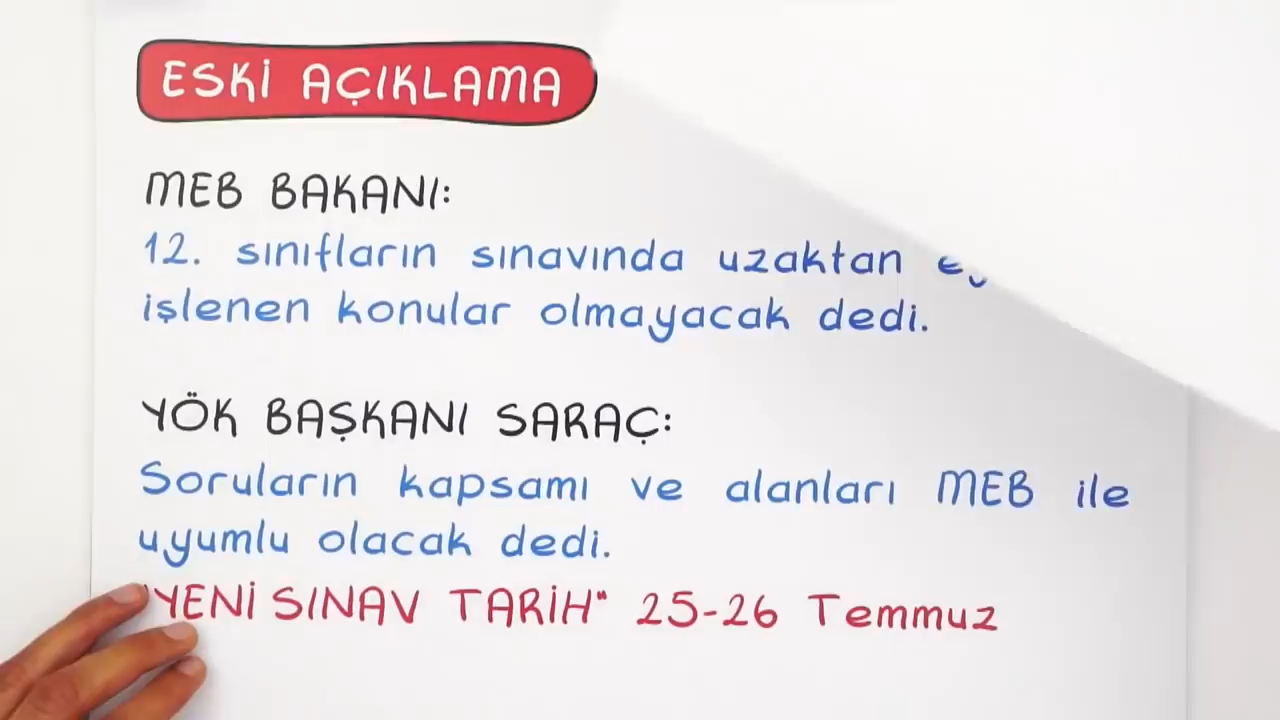 ESKİ AÇIKLAMA
MEB BAKANI:
12. sınıfların sınavında uzaktan
işlenen konular olmayacak dedi.
YÖK BAŞKANI SARAÇ:
Soruların kapsamı ve alanları MEB ile
uyumlu olacak dedi.
"YENİ SINAV TARİH" 25-26 Temmuz